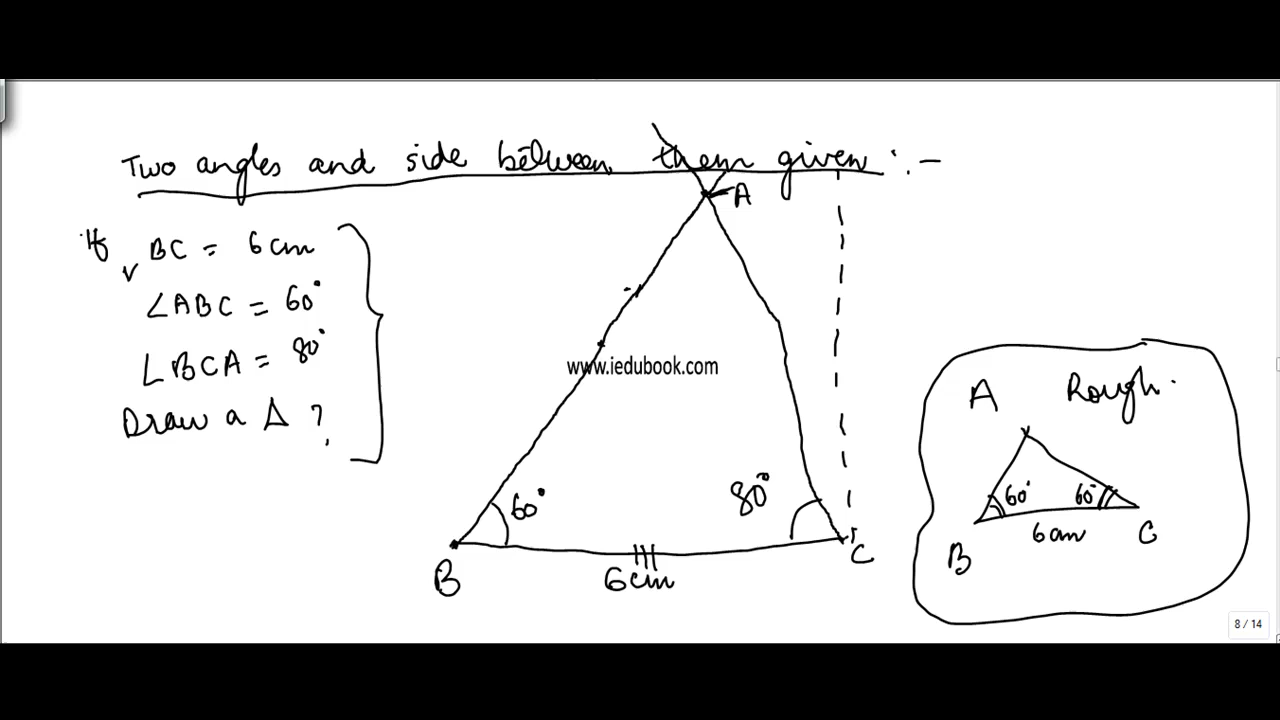 Two angles and side between them given :-
If BC = 6cm
∠ABC = 60°
∠BCA = 80°
Draw a Δ ?
A
www.iedubook.com
60°
80°
B
6cm
C
Rough.
A
60°
60°
6cm
B
C
8 / 14